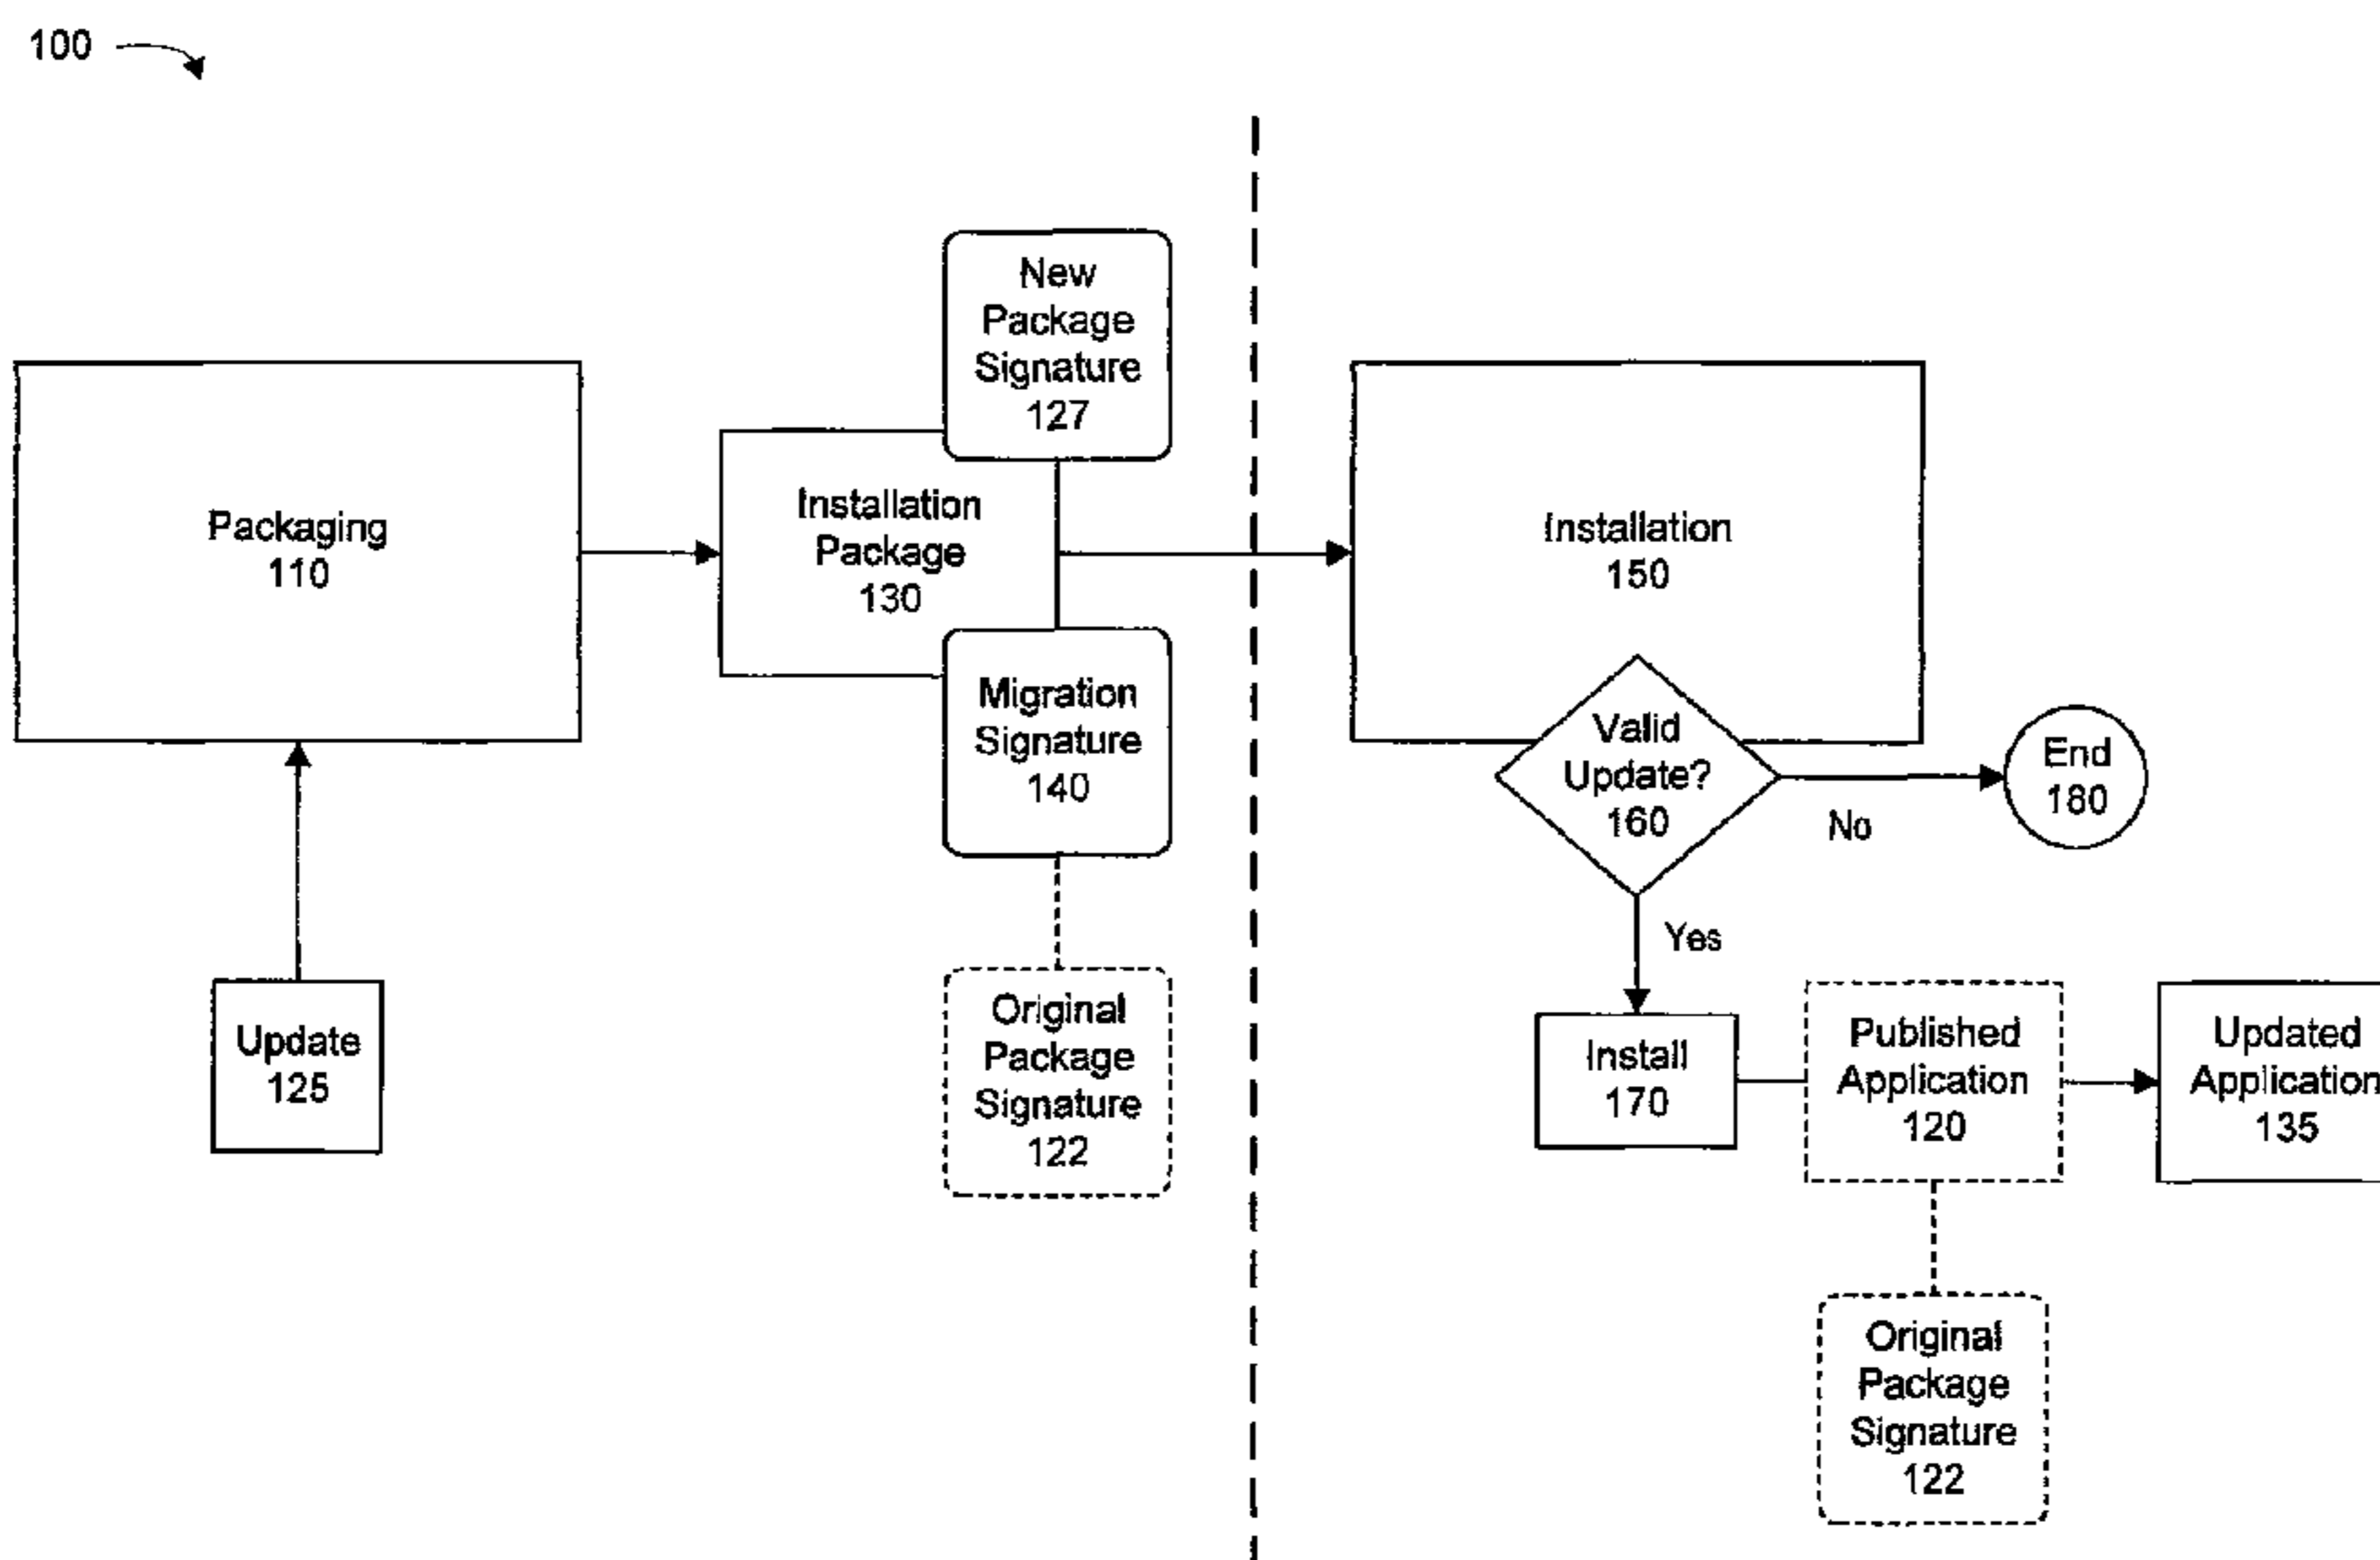 100
New
Package
Signature
127
Packaging
110
Installation
Package
130
Installation
150
Migration
Signature
140
Valid
Update?
160
No
End
180
Yes
Update
125
Original
Package
Signature
122
Install
170
Published
Application
120
Updated
Application
135
Original
Package
Signature
122